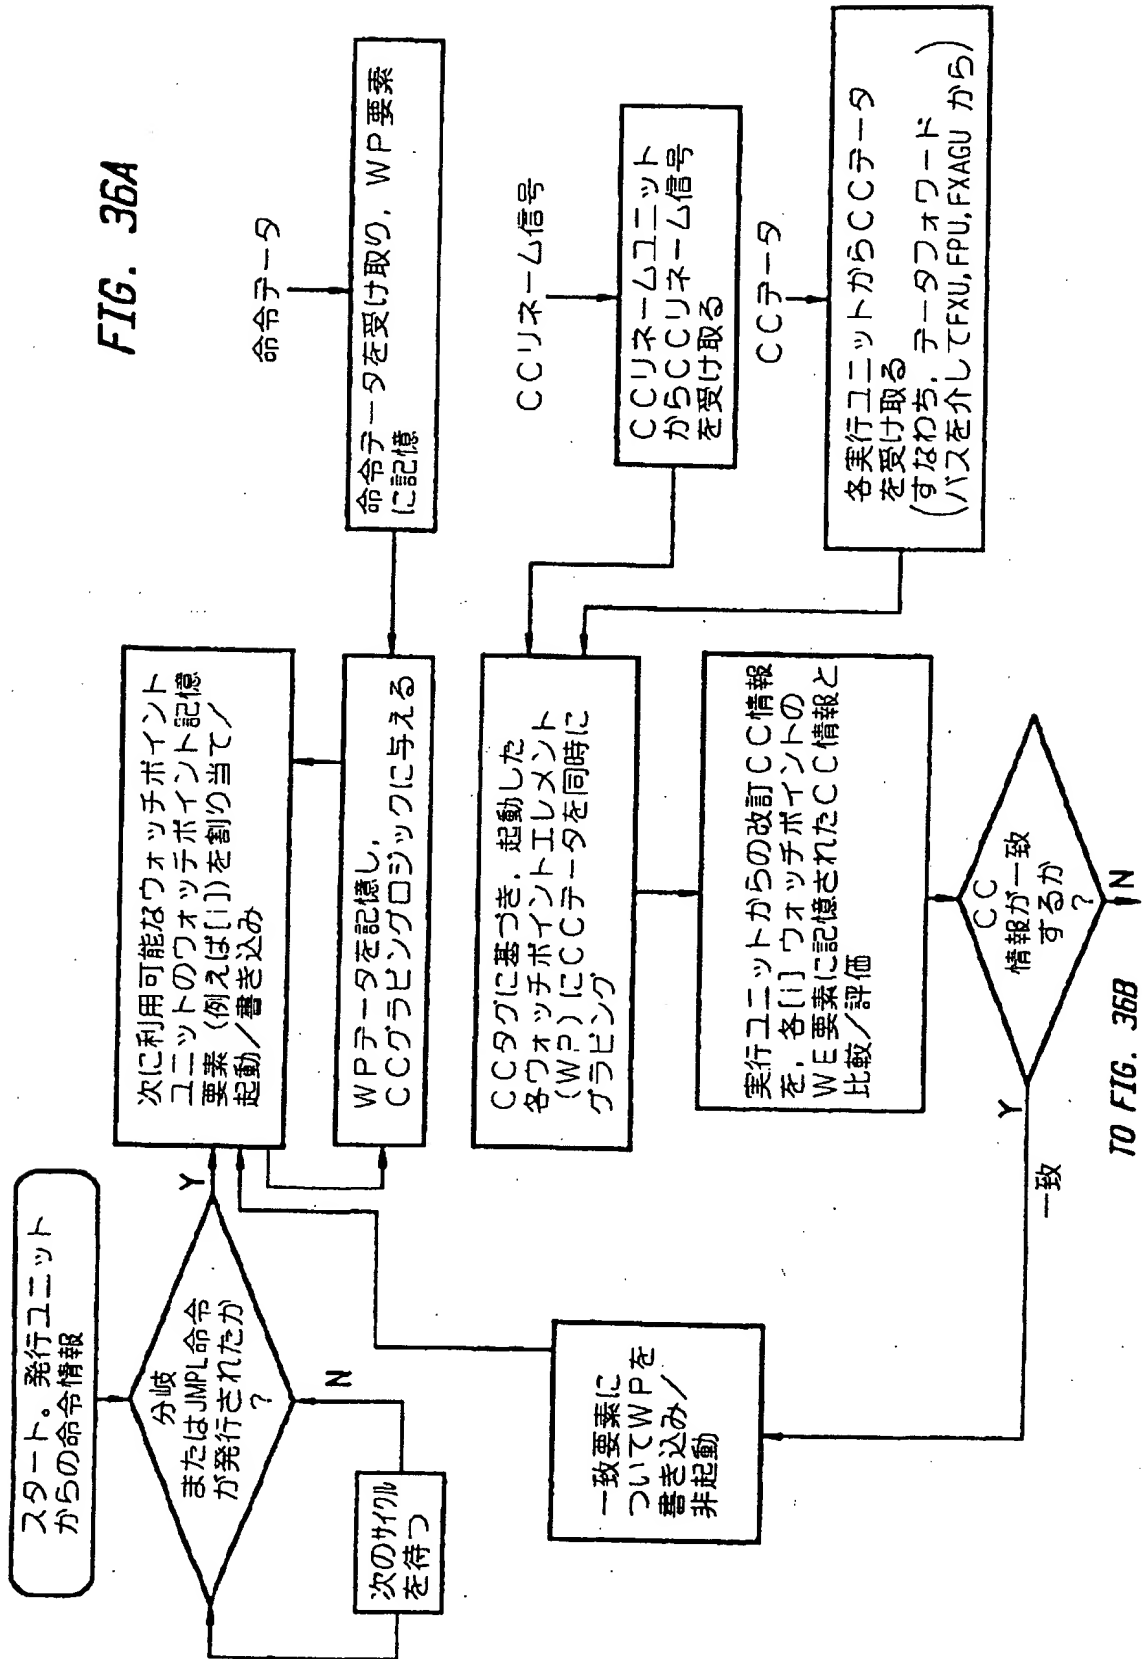 FIG. 36A
スタート。発行ユニット
からの命令情報
分岐
またはJMPL命令
が発行されたか
?
Y
N
次のサイクル
を待つ
次に利用可能なウォッチポイント
ユニットのウォッチポイント記憶
要素(例えば[i])を割り当て/
起動/書き込み
命令データ
命令データを受け取り, WP要素
に記憶
WPデータを記憶し,
CCグラビングロジックに与える
CCリネーム信号
CCリネームユニット
からCCリネーム信号
を受け取る
CCデータ
各実行ユニットからCCデータ
を受け取る
(すなわち, データフォワード
バスを介してFXU,FPU,FXAGU から)
CCタグに基づき, 起動した
各ウォッチポイントエレメント
(WP)にCCデータを同時に
グラビング
実行ユニットからの改訂CC情報
を, 各[i] ウォッチポイントの
WE要素に記憶されたCC情報と
比較/評価
CC
情報が一致
するか
?
Y
一致
N
一致要素に
ついてWPを
書き込み/
非起動
TO FIG. 36B